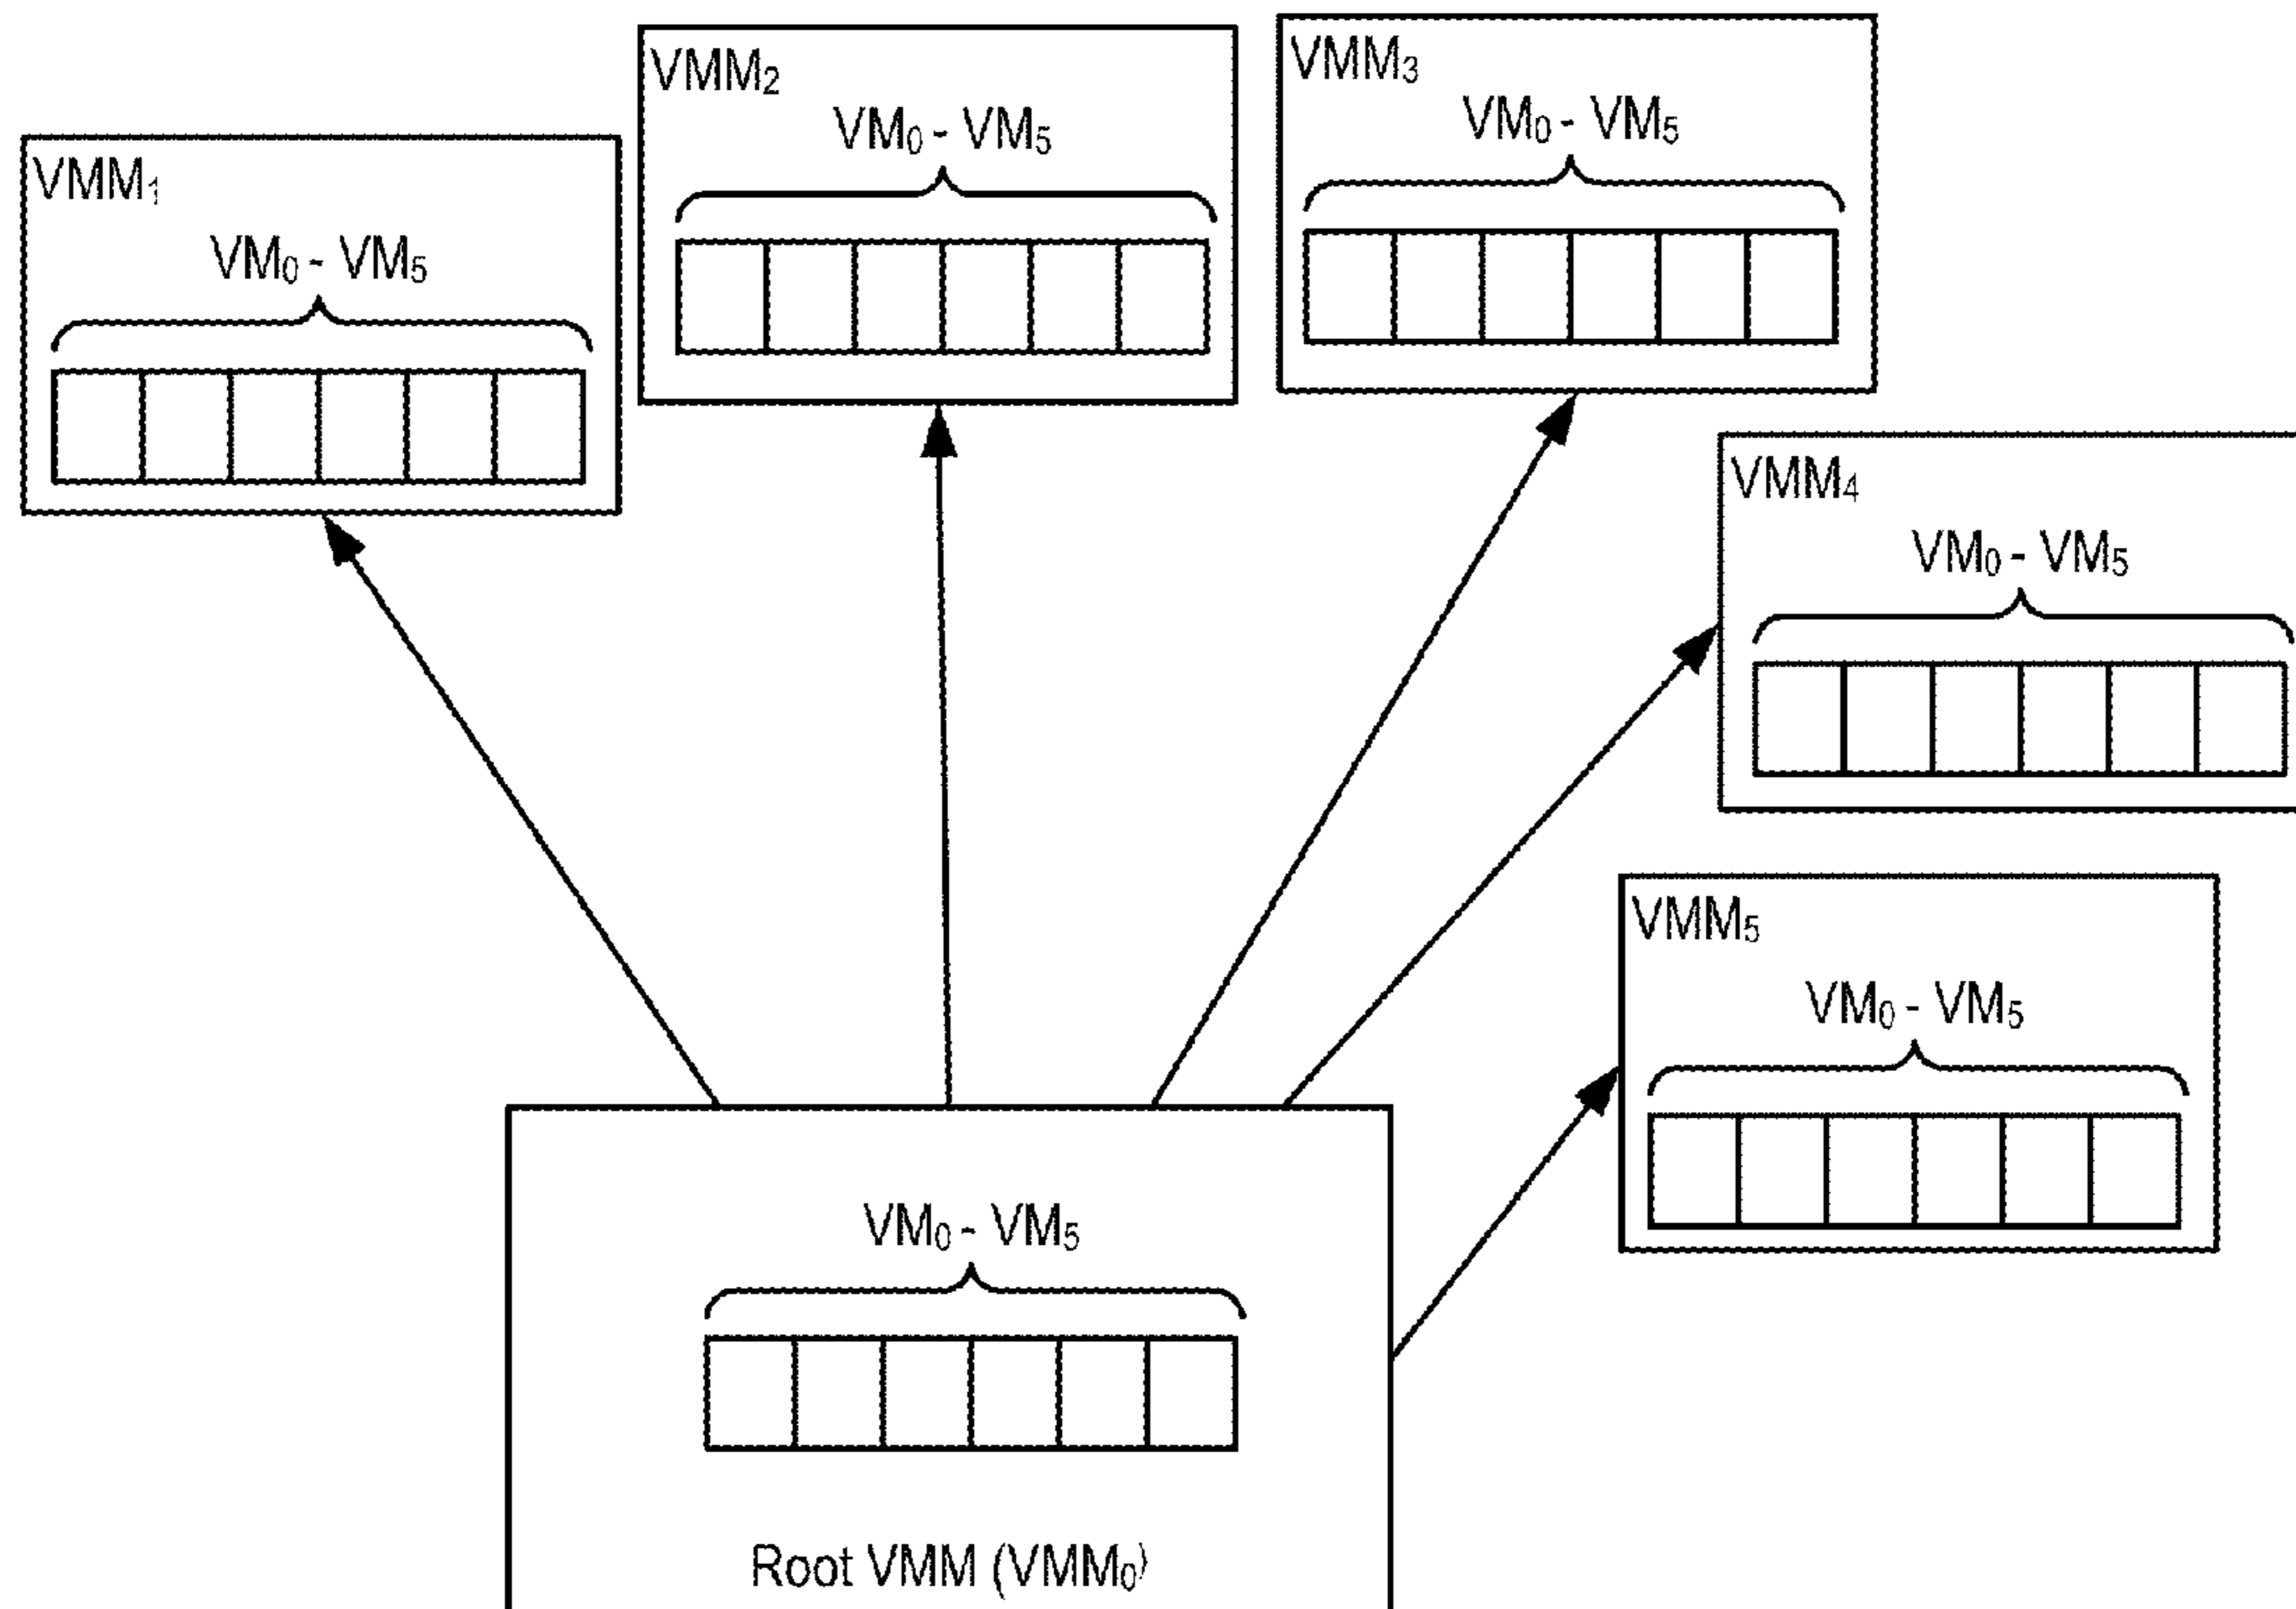 VMM₁
VM₀ - VM₅
VMM₂
VM₀ - VM₅
VMM₃
VM₀ - VM₅
VMM₄
VM₀ - VM₅
VMM₅
VM₀ - VM₅
VM₀ - VM₅
Root VMM (VMM₀)